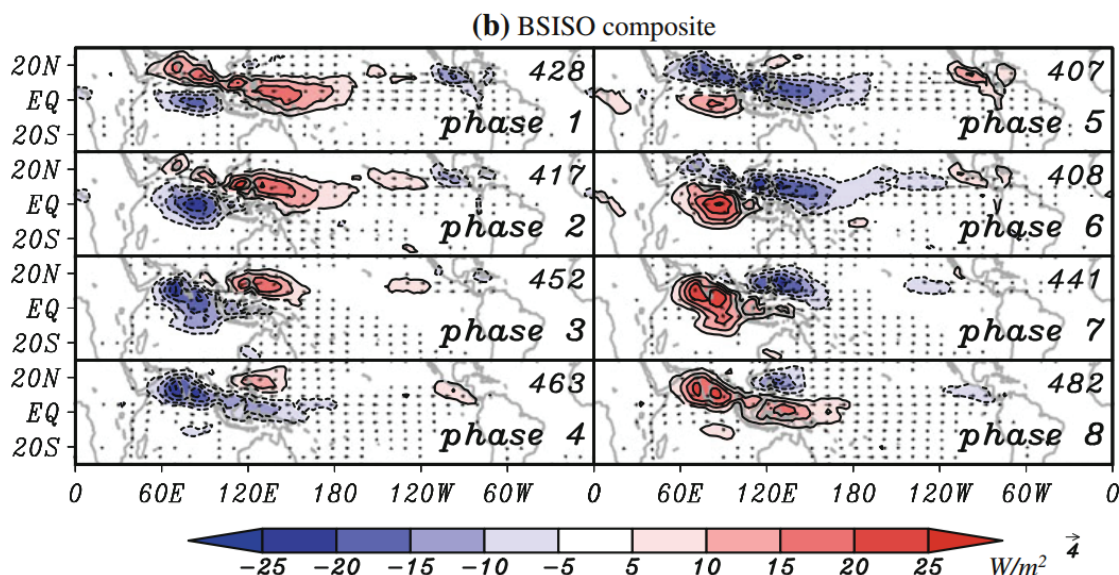 (b) BSISO composite
20N 428 407
EQ
20S phase 1 phase 5
20N 417 408
EQ
20S phase 2 phase 6
20N 452 441
EQ
20S phase 3 phase 7
20N 463 482
EQ
20S phase 4 phase 8
0 60E 120E 180 120W 60W 0 60E 120E 180 120W 60W 0
−25 −20 −15 −10 −5 5 10 15 20 25 W/m² 4